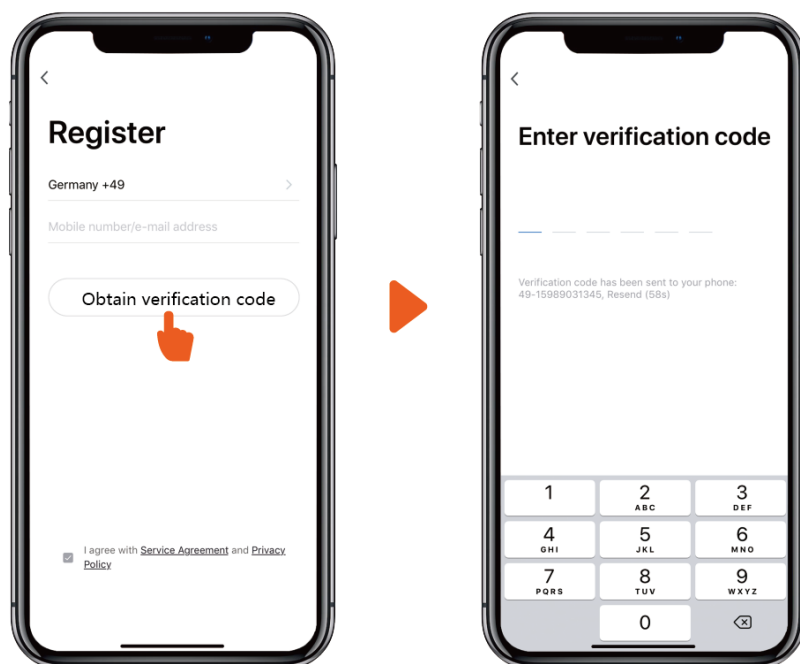 Register
Germany +49
Mobile number/e-mail address
Obtain verification code
I agree with Service Agreement and Privacy
Policy
Enter verification code
Verification code has been sent to your phone:
49-15989031345, Resend (58s)
1
2
ABC
3
DEF
4
GHI
5
JKL
6
MNO
7
PQRS
8
TUV
9
WXYZ
0